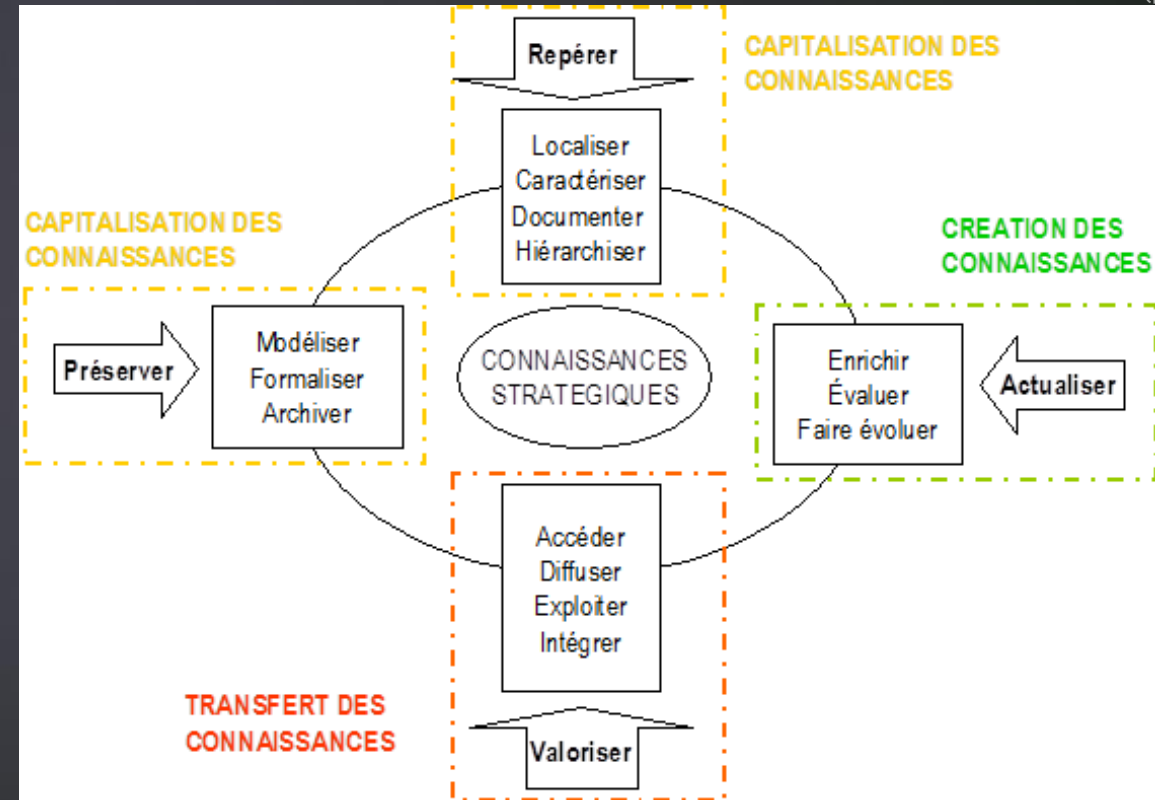 Repérer
CAPITALISATION DES
CONNAISSANCES
Localiser
Caractériser
Documenter
Hiérarchiser
CAPITALISATION DES
CONNAISSANCES
CREATION DES
CONNAISSANCES
Préserver
Modéliser
Formaliser
Archiver
CONNAISSANCES
STRATEGIQUES
Enrichir
Évaluer
Faire évoluer
Actualiser
Accéder
Diffuser
Exploiter
Intégrer
TRANSFERT DES
CONNAISSANCES
Valoriser